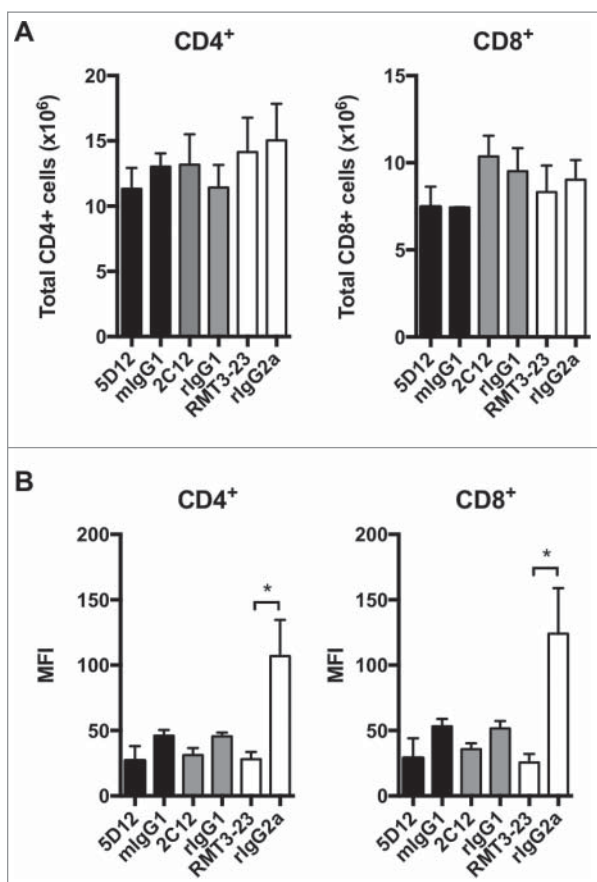 A
CD4⁺
CD8⁺
Total CD4+ cells (x10⁶)
20
15
10
5
0
5D12
mIgG1
2C12
rIgG1
RMT3-23
rIgG2a
Total CD8+ cells (x10⁶)
15
10
5
0
5D12
mIgG1
2C12
rIgG1
RMT3-23
rIgG2a
B
CD4⁺
CD8⁺
MFI
200
150
100
50
0
*
5D12
mIgG1
2C12
rIgG1
RMT3-23
rIgG2a
MFI
200
150
100
50
0
*
5D12
mIgG1
2C12
rIgG1
RMT3-23
rIgG2a